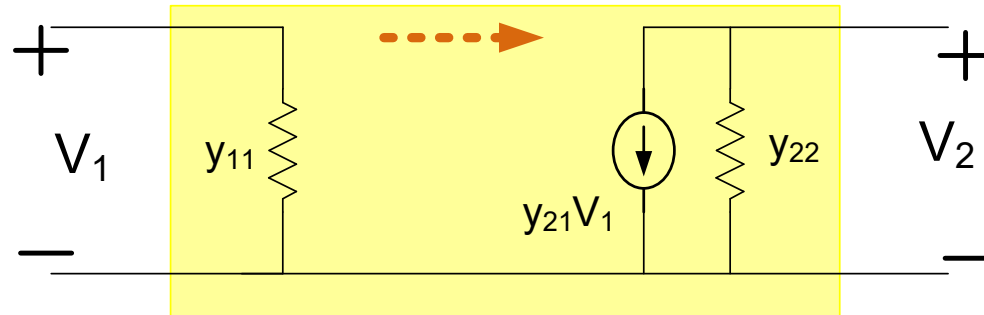 +
+
V₁
y₁₁
y₂₁V₁
y₂₂
V₂
−
−